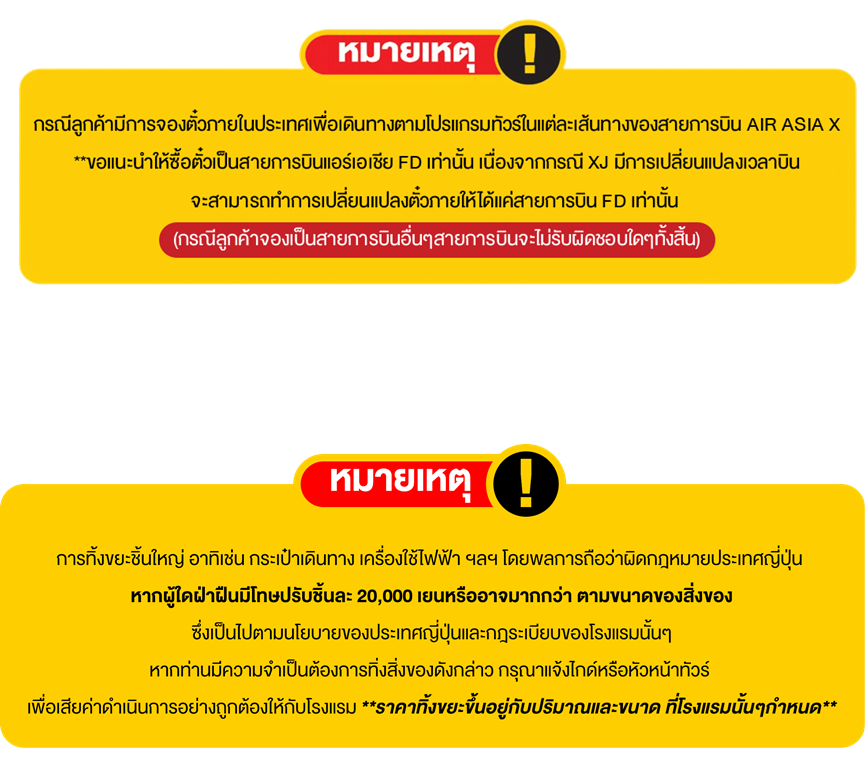 หมายเหตุ !
กรณีลูกค้ามีการจองตั๋วภายในประเทศเพื่อเดินทางตามโปรแกรมทัวร์ในแต่ละเส้นทางของสายการบิน AIR ASIA X
**ขอแนะนำให้ซื้อตั๋วเป็นสายการบินแอร์เอเชีย FD เท่านั้น เนื่องจากกรณี XJ มีการเปลี่ยนแปลงเวลาบิน
จะสามารถทำการเปลี่ยนแปลงตั๋วภายให้ได้แค่สายการบิน FD เท่านั้น
(กรณีลูกค้าจองเป็นสายการบินอื่นๆสายการบินจะไม่รับผิดชอบใดๆทั้งสิ้น)
หมายเหตุ !
การทิ้งขยะชิ้นใหญ่ อาทิเช่น กระเป๋าเดินทาง เครื่องใช้ไฟฟ้า ฯลฯ โดยพลการถือว่าผิดกฎหมายประเทศญี่ปุ่น
หากผู้ใดฝ่าฝืนมีโทษปรับชิ้นละ 20,000 เยนหรืออาจมากกว่า ตามขนาดของสิ่งของ
ซึ่งเป็นไปตามนโยบายของประเทศญี่ปุ่นและกฎระเบียบของโรงแรมนั้นๆ
หากท่านมีความจำเป็นต้องการทิ่งสิ่งของดังกล่าว กรุณาแจ้งไกด์หรือหัวหน้าทัวร์
เพื่อเสียค่าดำเนินการอย่างถูกต้องให้กับโรงแรม **ราคาทิ้งขยะขึ้นอยู่กับปริมาณและขนาด ที่โรงแรมนั้นๆกำหนด**